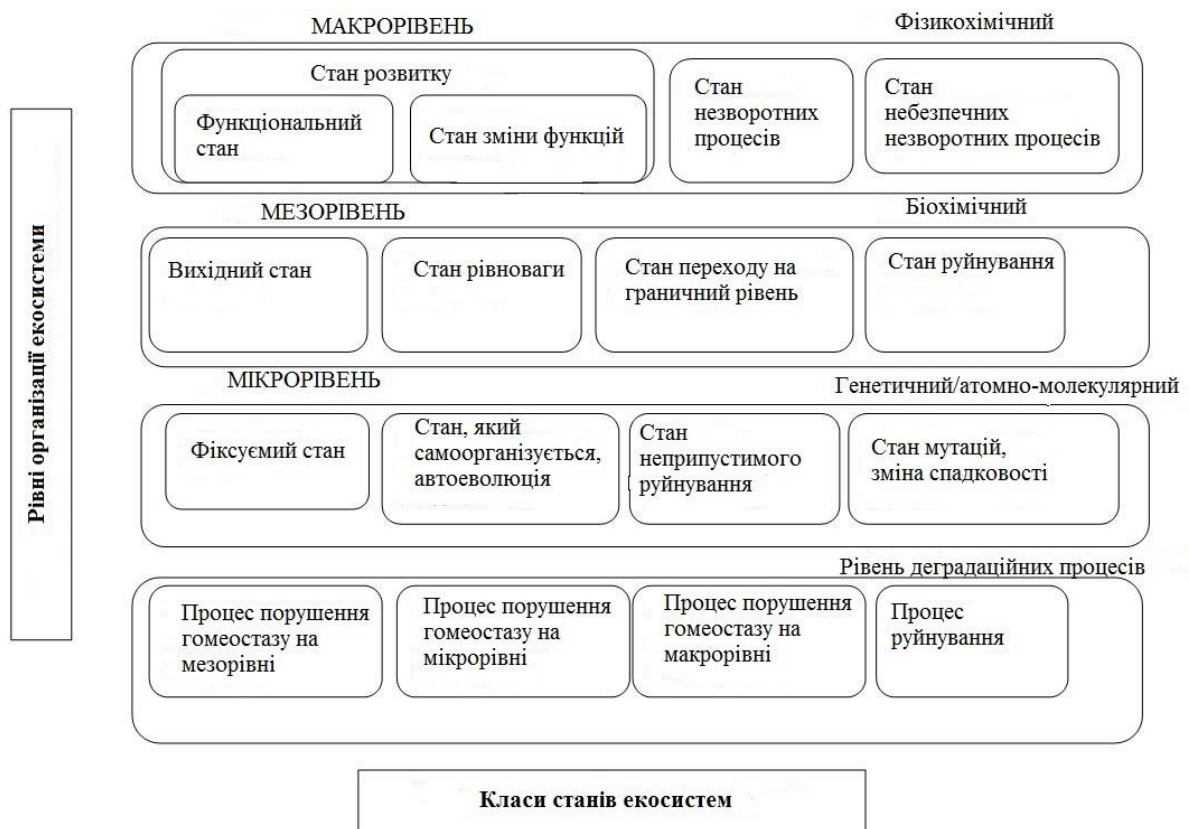 МАКРОРІВЕНЬ
Фізикохімічний
Стан розвитку
Функціональний
стан
Стан зміни функцій
Стан
незворотних
процесів
Стан
небезпечних
незворотних процесів
МЕЗОРІВЕНЬ
Біохімічний
Вихідний стан
Стан рівноваги
Стан переходу на
граничний рівень
Стан руйнування
МІКРОРІВЕНЬ
Генетичний/атомно-молекулярний
Фіксуємий стан
Стан, який
самоорганізується,
автоеволюція
Стан
неприпустимого
руйнування
Стан мутацій,
зміна спадковості
Рівень деградаційних процесів
Процес порушення
гомеостазу на
мезорівні
Процес порушення
гомеостазу на
мікрорівні
Процес порушення
гомеостазу на
макрорівні
Процес
руйнування
Рівні організації екосистеми
Класи станів екосистем